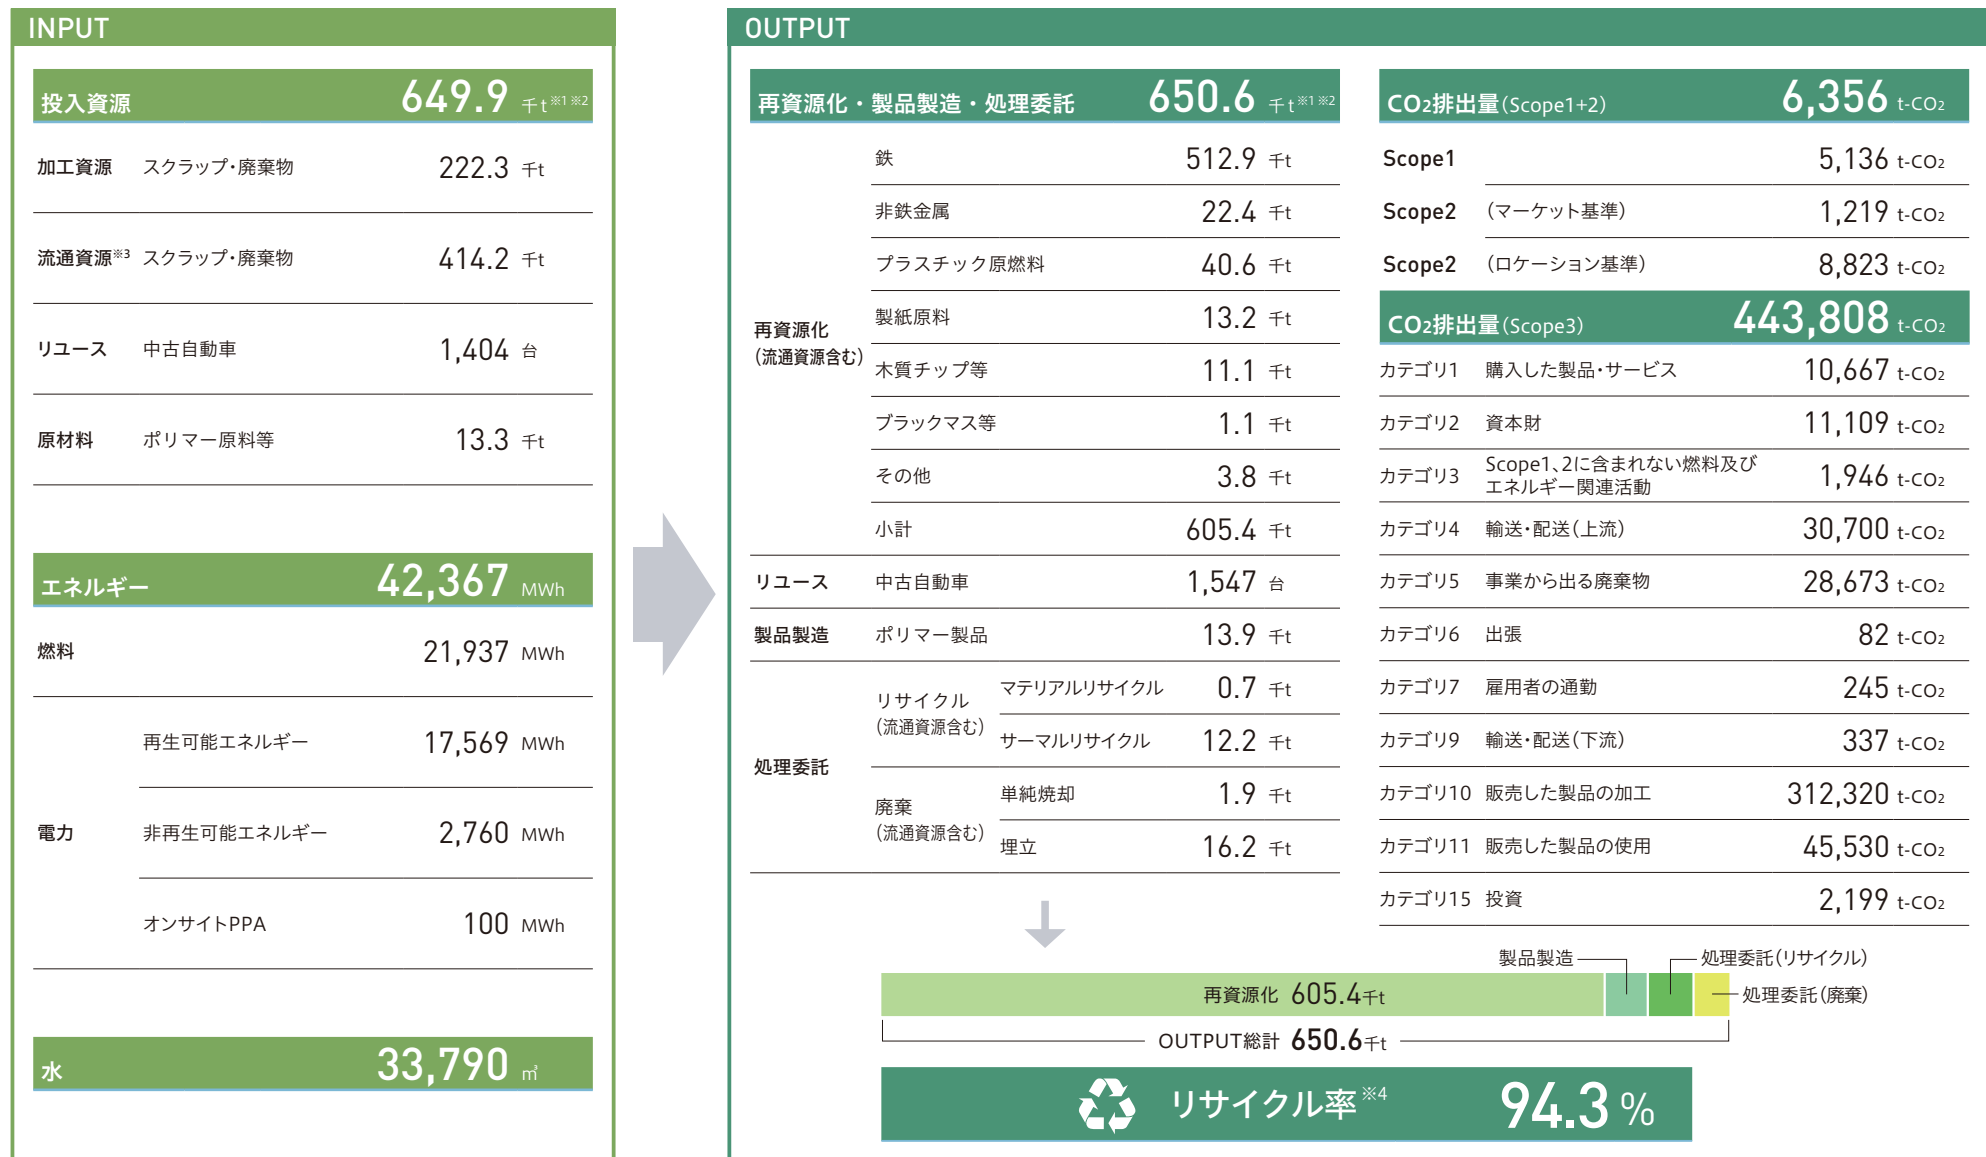 INPUT
投入資源 649.9 千t※1 ※2
加工資源 スクラップ・廃棄物 222.3 千t
流通資源※3 スクラップ・廃棄物 414.2 千t
リユース 中古自動車 1,404 台
原材料 ポリマー原料等 13.3 千t
エネルギー 42,367 MWh
燃料 21,937 MWh
再生可能エネルギー 17,569 MWh
電力 非再生可能エネルギー 2,760 MWh
オンサイトPPA 100 MWh
水 33,790 ㎥
OUTPUT
再資源化・製品製造・処理委託 650.6 千t※1 ※2
鉄 512.9 千t
非鉄金属 22.4 千t
プラスチック原燃料 40.6 千t
再資源化
(流通資源含む)
製紙原料 13.2 千t
木質チップ等 11.1 千t
ブラックマス等 1.1 千t
その他 3.8 千t
小計 605.4 千t
リユース 中古自動車 1,547 台
製品製造 ポリマー製品 13.9 千t
処理委託
リサイクル
(流通資源含む)
マテリアルリサイクル 0.7 千t
サーマルリサイクル 12.2 千t
廃棄
(流通資源含む)
単純焼却 1.9 千t
埋立 16.2 千t
CO2排出量(Scope1+2) 6,356 t-CO2
Scope1 5,136 t-CO2
Scope2 (マーケット基準) 1,219 t-CO2
Scope2 (ロケーション基準) 8,823 t-CO2
CO2排出量(Scope3) 443,808 t-CO2
カテゴリ1 購入した製品・サービス 10,667 t-CO2
カテゴリ2 資本財 11,109 t-CO2
カテゴリ3 Scope1、2に含まれない燃料及び
エネルギー関連活動 1,946 t-CO2
カテゴリ4 輸送・配送(上流) 30,700 t-CO2
カテゴリ5 事業から出る廃棄物 28,673 t-CO2
カテゴリ6 出張 82 t-CO2
カテゴリ7 雇用者の通勤 245 t-CO2
カテゴリ9 輸送・配送(下流) 337 t-CO2
カテゴリ10 販売した製品の加工 312,320 t-CO2
カテゴリ11 販売した製品の使用 45,530 t-CO2
カテゴリ15 投資 2,199 t-CO2
製品製造 処理委託(リサイクル)
再資源化 605.4千t 処理委託(廃棄)
OUTPUT総計 650.6千t
リサイクル率※4 94.3 %